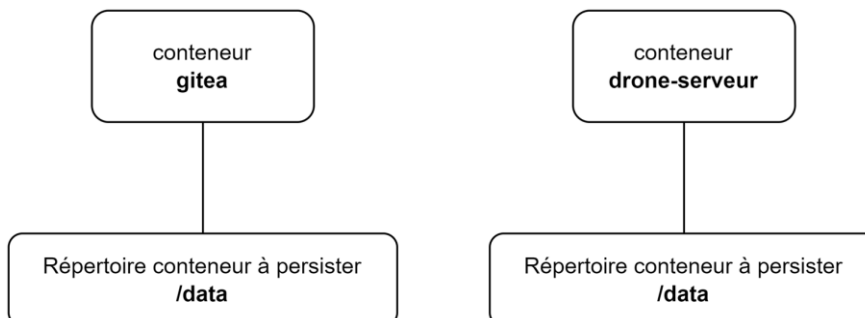 conteneur
gitea
conteneur
drone-serveur
Répertoire conteneur à persister
/data
Répertoire conteneur à persister
/data